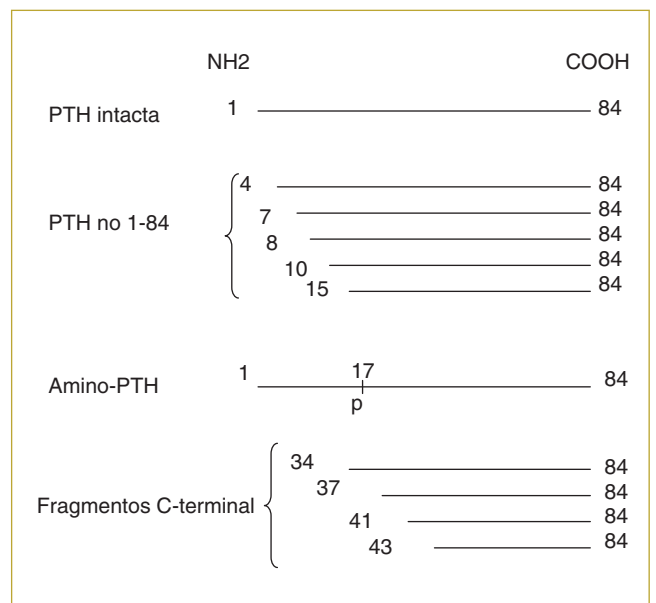 NH2 COOH
PTH intacta 1 84
4 84
PTH no 1-84 7 84
8 84
10 84
15 84
Amino-PTH 1 17 84
p
34 84
Fragmentos C-terminal 37 84
41 84
43 84